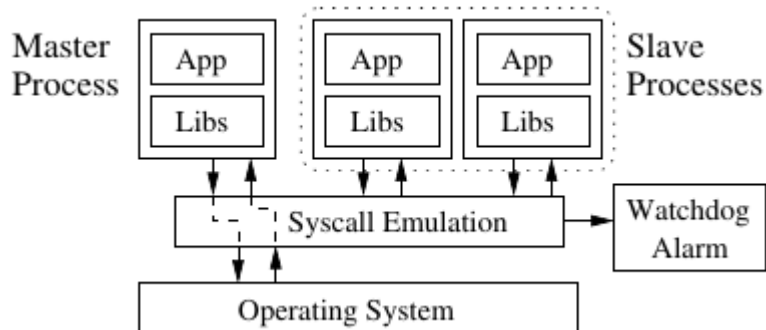 Master
Process
App
Libs
App
Libs
App
Libs
Slave
Processes
Syscall Emulation
Watchdog
Alarm
Operating System